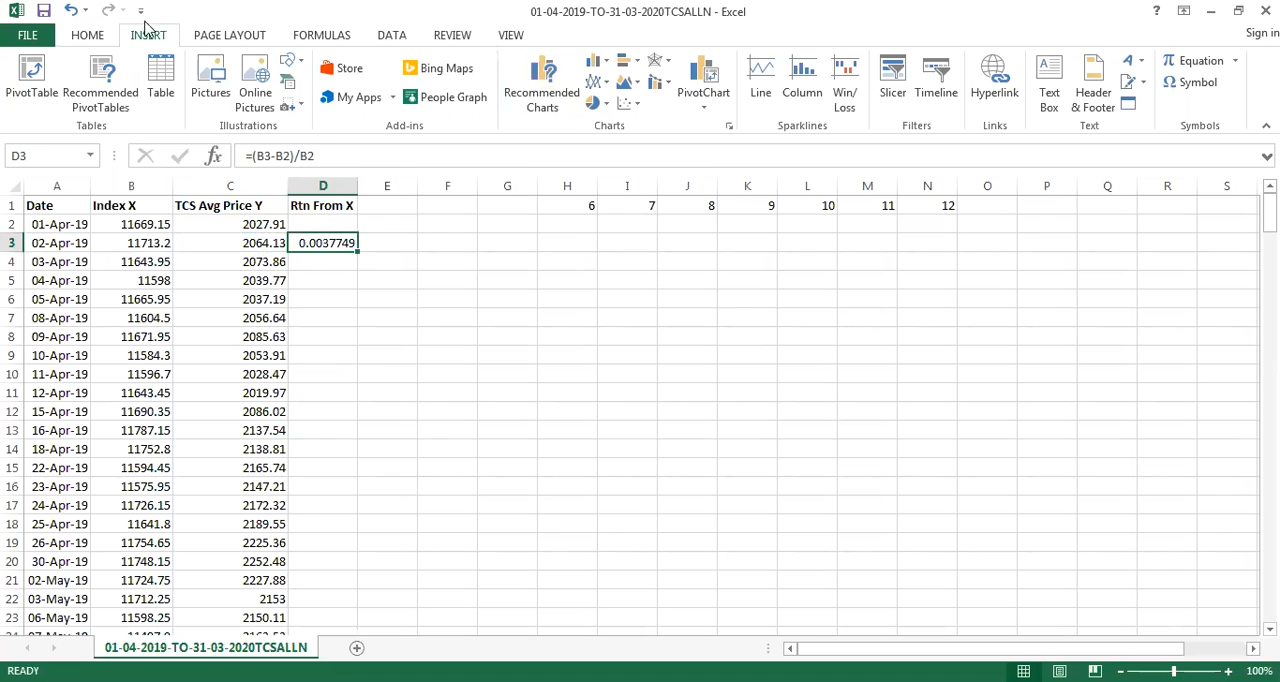 01-04-2019-TO-31-03-2020TCSALLN - Excel
?
FILE HOME INSERT PAGE LAYOUT FORMULAS DATA REVIEW VIEW Sign in
PivotTable Recommended PivotTables Table Pictures Online Pictures Store My Apps Bing Maps People Graph Recommended Charts PivotChart Line Column Win/ Loss Slicer Timeline Hyperlink Text Box Header & Footer Equation Symbol
Tables Illustrations Add-ins Charts Sparklines Filters Links Text Symbols
D3 fx =(B3-B2)/B2
A B C D E F G H I J K L M N O P Q R S
1 Date Index X TCS Avg Price Y Rtn From X 6 7 8 9 10 11 12
2 01-Apr-19 11669.15 2027.91
3 02-Apr-19 11713.2 2064.13 0.0037749
4 03-Apr-19 11643.95 2073.86
5 04-Apr-19 11598 2039.77
6 05-Apr-19 11665.95 2037.19
7 08-Apr-19 11604.5 2056.64
8 09-Apr-19 11671.95 2085.63
9 10-Apr-19 11584.3 2053.91
10 11-Apr-19 11596.7 2028.47
11 12-Apr-19 11643.45 2019.97
12 15-Apr-19 11690.35 2086.02
13 16-Apr-19 11787.15 2137.54
14 18-Apr-19 11752.8 2138.81
15 22-Apr-19 11594.45 2165.74
16 23-Apr-19 11575.95 2147.21
17 24-Apr-19 11726.15 2172.32
18 25-Apr-19 11641.8 2189.55
19 26-Apr-19 11754.65 2225.36
20 30-Apr-19 11748.15 2252.48
21 02-May-19 11724.75 2227.88
22 03-May-19 11712.25 2153
23 06-May-19 11598.25 2150.11
01-04-2019-TO-31-03-2020TCSALLN
READY 100%